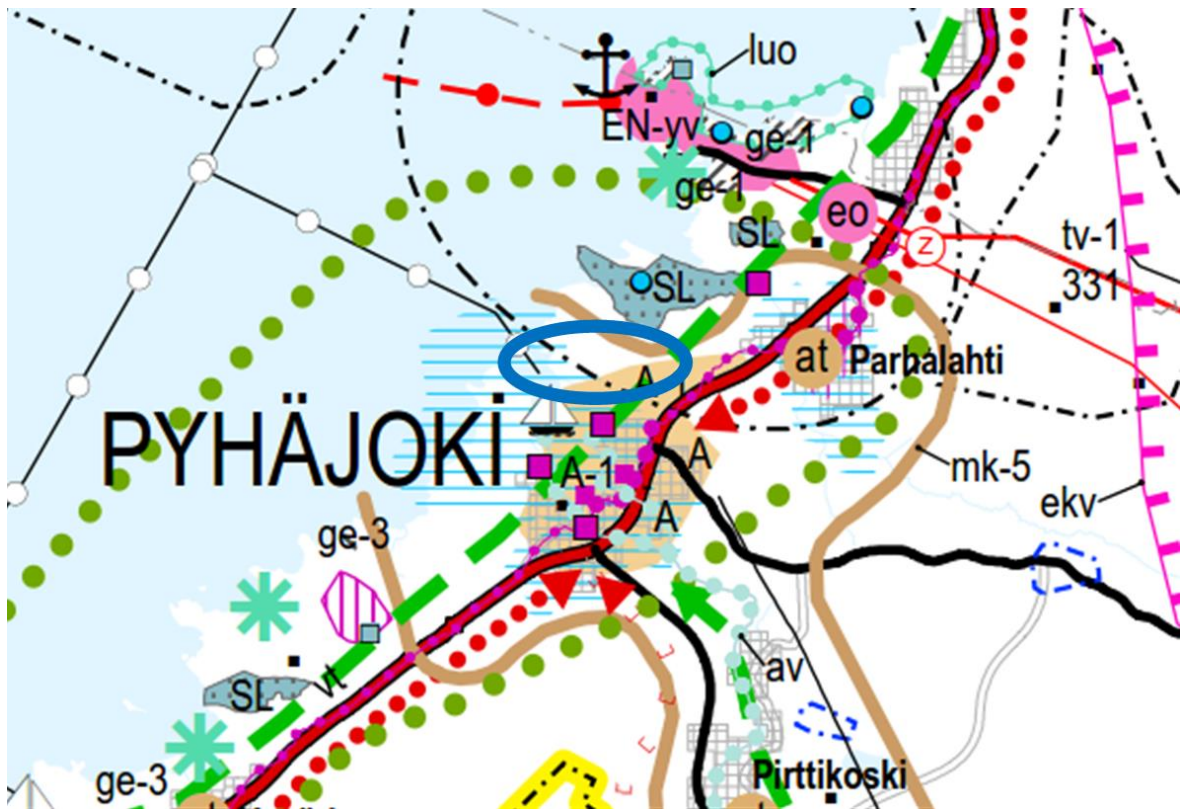 luo
EN-yv
ge-1
ge-1
eo
SL
tv-1
z
331
SL
at
Parhalahti
A
PYHÄJOKI
A
mk-5
A-1
ekv
A
ge-3
av
SL
vt
Pirttikoski
ge-3